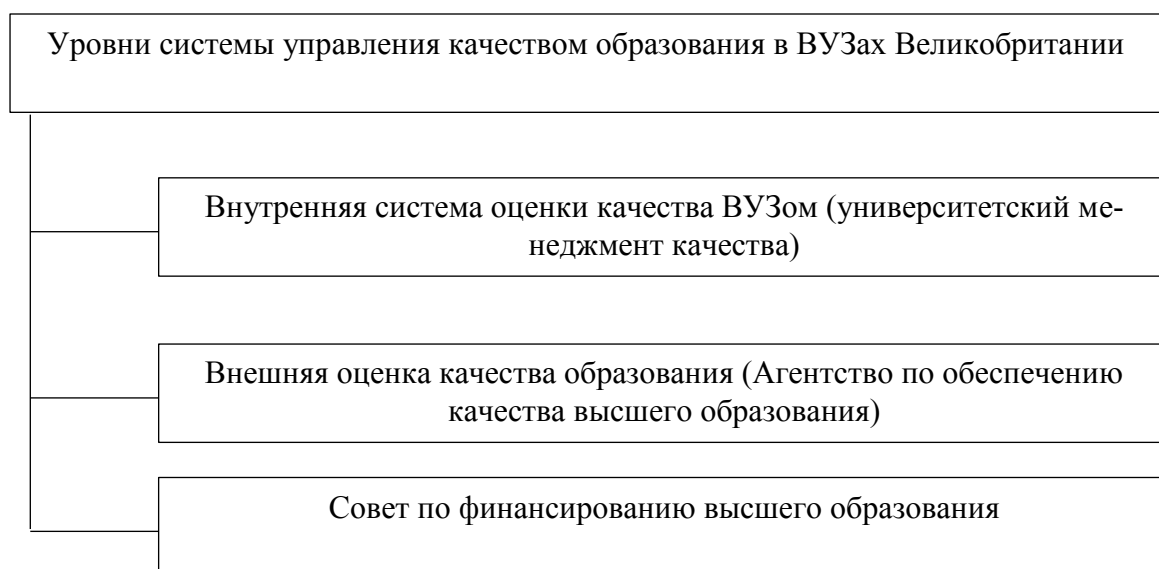 Уровни системы управления качеством образования в ВУЗах Великобритании
Внутренняя система оценки качества ВУЗом (университетский ме-
неджмент качества)
Внешняя оценка качества образования (Агентство по обеспечению
качества высшего образования)
Совет по финансированию высшего образования